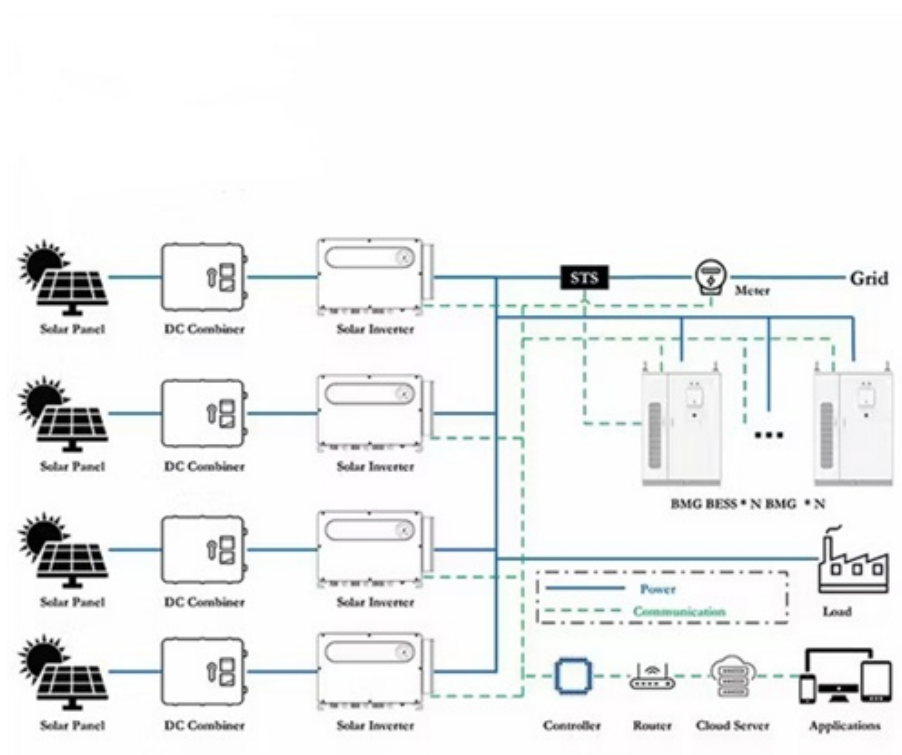 STS
Grid
Meter
Solar Panel DC Combiner Solar Inverter
Solar Panel DC Combiner Solar Inverter
BMG BESS * N BMG * N
Solar Panel DC Combiner Solar Inverter
Power
Communication
Load
Solar Panel DC Combiner Solar Inverter
Controller Router Cloud Server Applications